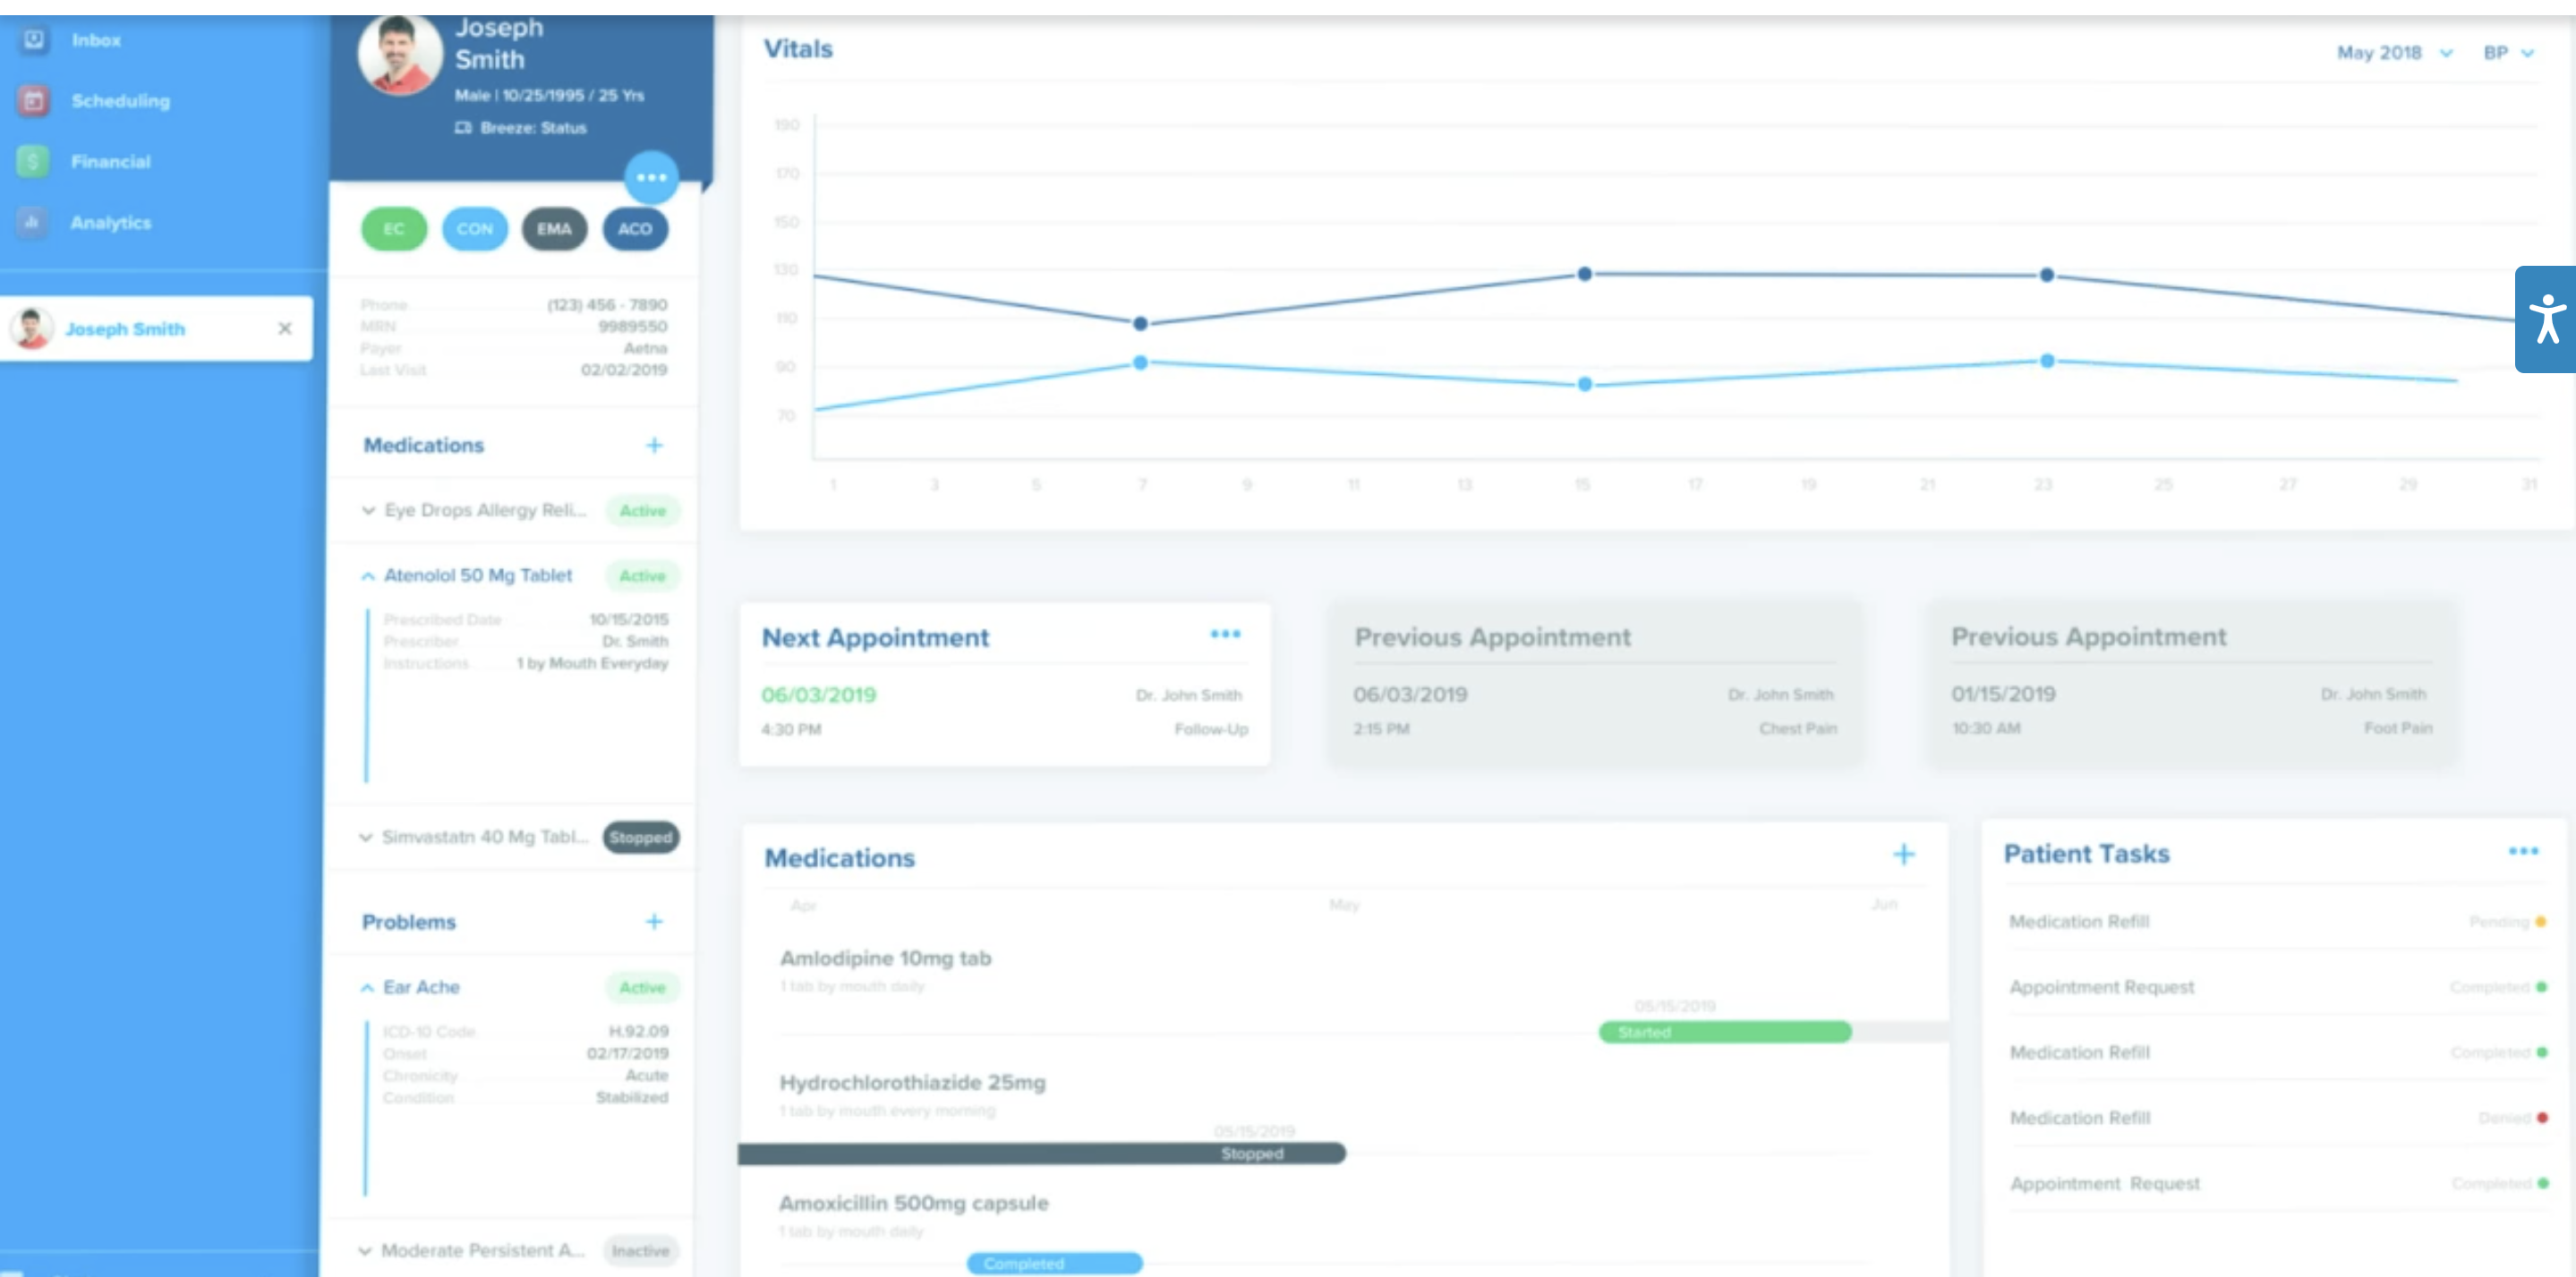 Inbox
Scheduling
Financial
Analytics
Joseph Smith
Joseph
Smith
Male | 10/25/1995 / 25 Yrs
Breeze: Status
EC
CON
EMA
ACO
Phone (123) 456 - 7890
MRN 9989550
Payer Aetna
Last Visit 02/02/2019
Medications
Eye Drops Allergy Reli...
Active
Atenolol 50 Mg Tablet
Active
Prescribed Date 10/15/2015
Prescriber Dr. Smith
Instructions 1 by Mouth Everyday
Simvastatn 40 Mg Tabl...
Stopped
Problems
Ear Ache
Active
ICD-10 Code H.92.09
Onset 02/17/2019
Chronicity Acute
Condition Stabilized
Moderate Persistent A...
Inactive
Vitals
May 2018
BP
190
170
150
130
110
90
70
1 3 5 7 9 11 13 15 17 19 21 23 25 27 29 31
Next Appointment
06/03/2019 Dr. John Smith
4:30 PM Follow-Up
Previous Appointment
06/03/2019 Dr. John Smith
2:15 PM Chest Pain
Previous Appointment
01/15/2019 Dr. John Smith
10:30 AM Foot Pain
Medications
Apr May Jun
Amlodipine 10mg tab
1 tab by mouth daily
05/15/2019
Started
Hydrochlorothiazide 25mg
1 tab by mouth every morning
05/15/2019
Stopped
Amoxicillin 500mg capsule
1 tab by mouth daily
Completed
Patient Tasks
Medication Refill Pending
Appointment Request Completed
Medication Refill Completed
Medication Refill Denied
Appointment Request Completed